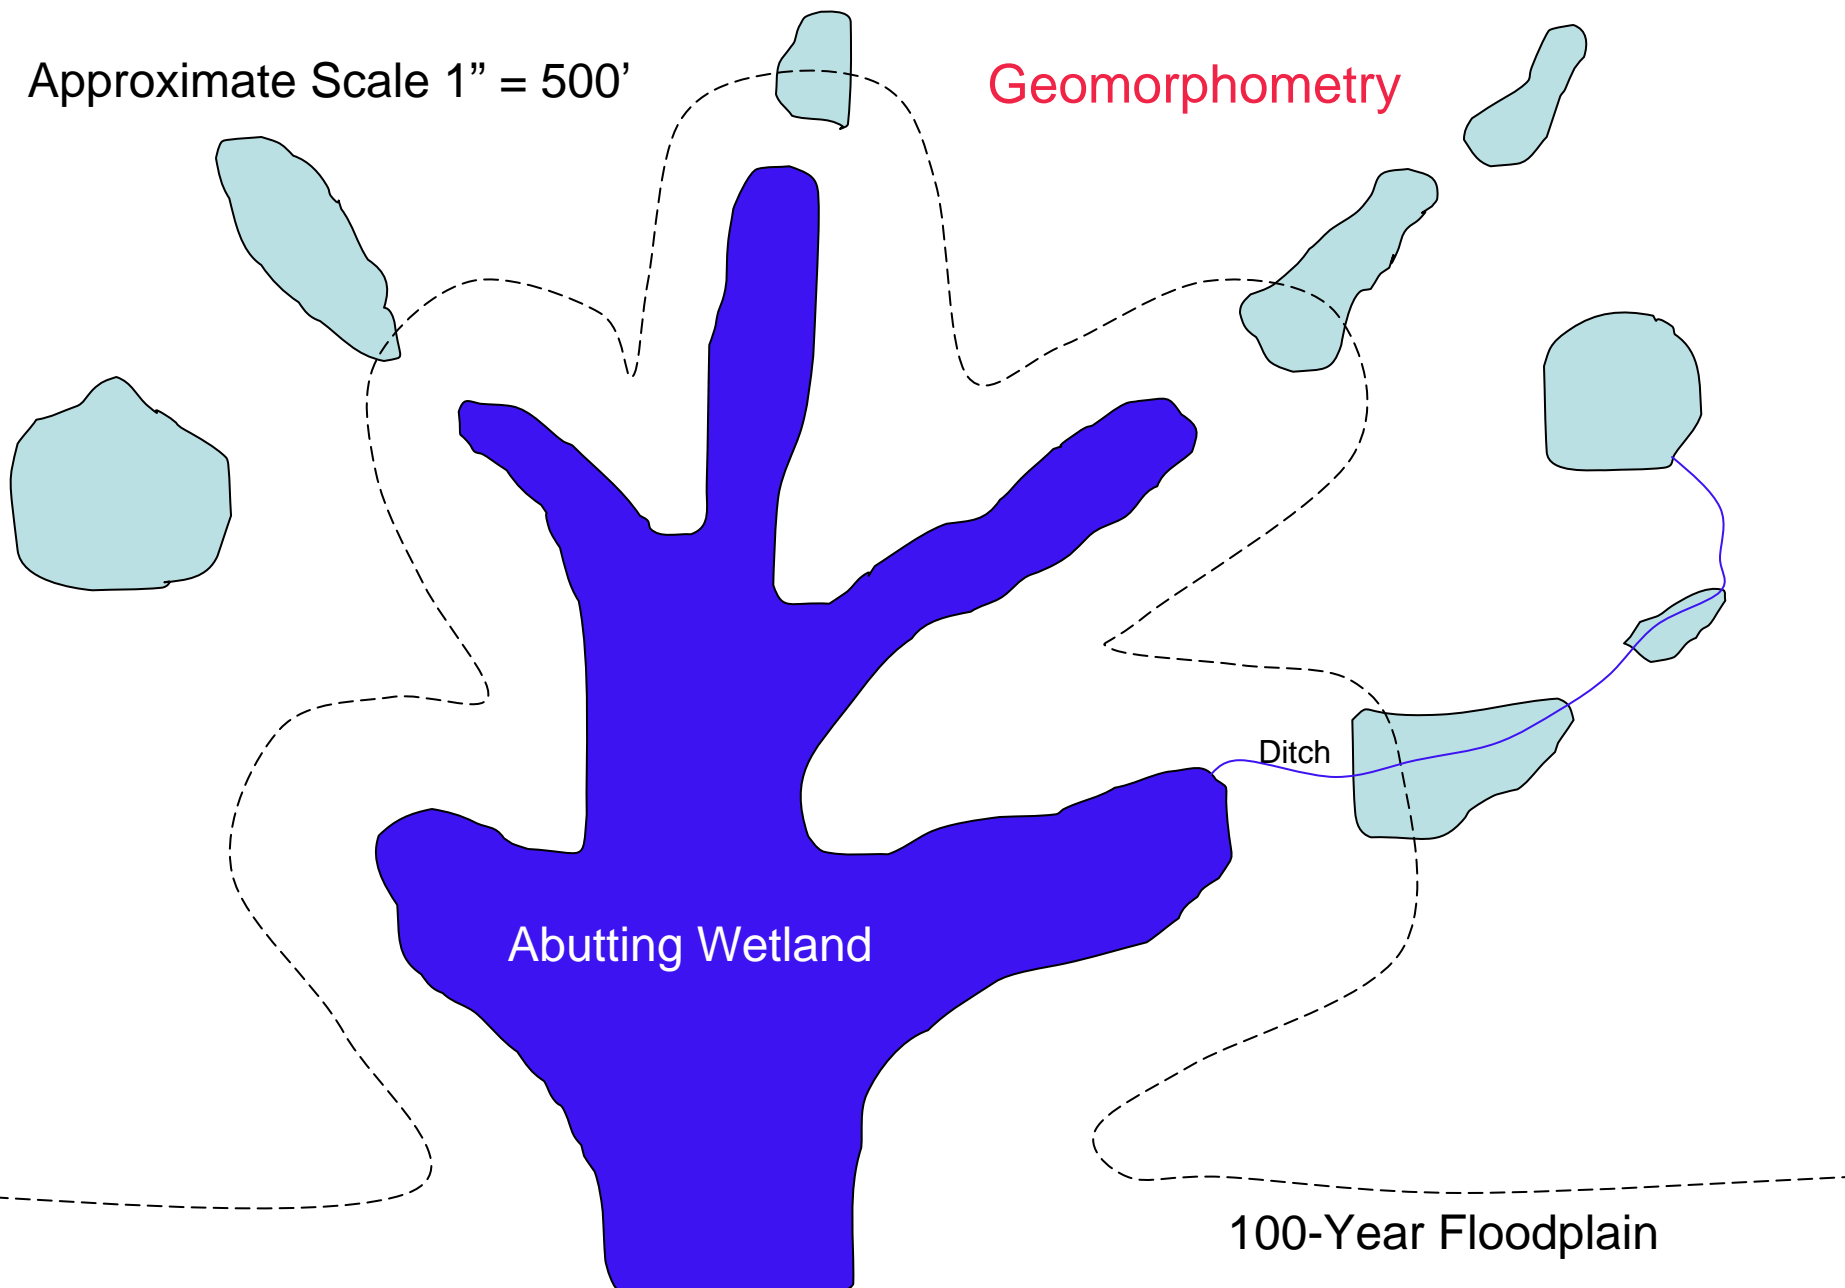 Approximate Scale 1” = 500’
Geomorphometry
Ditch
Abutting Wetland
100-Year Floodplain